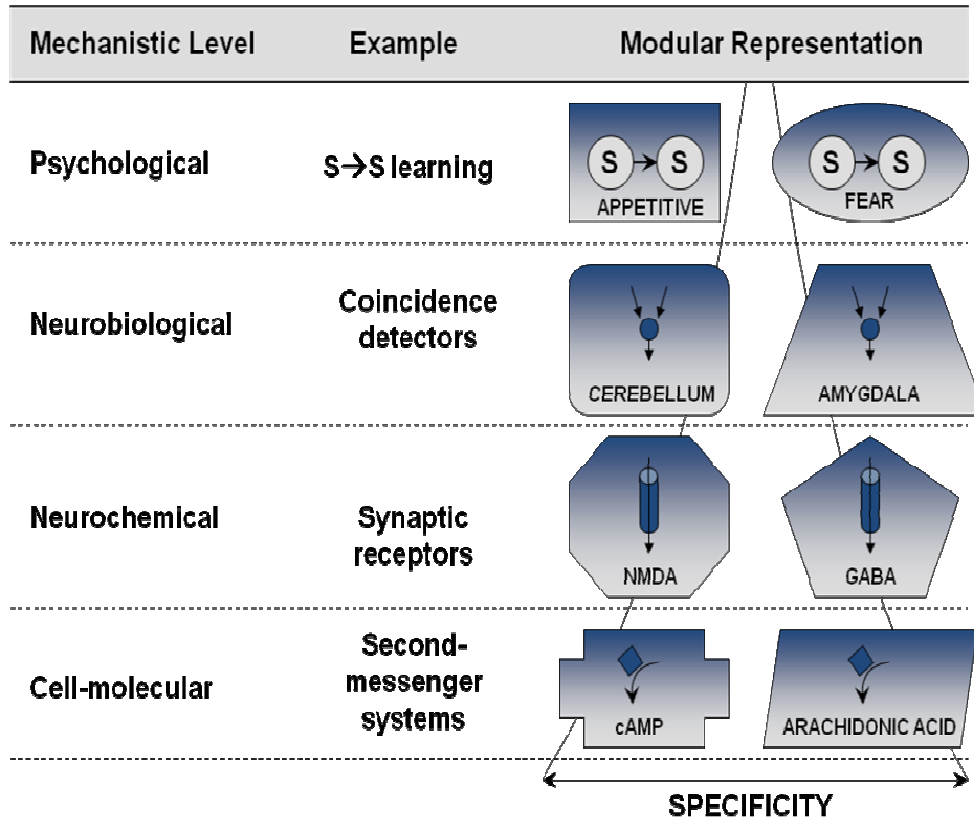 Mechanistic Level Example Modular Representation
Psychological S→S learning
S→S S→S
APPETITIVE FEAR
Neurobiological Coincidence
detectors
CEREBELLUM AMYGDALA
Neurochemical Synaptic
receptors
NMDA GABA
Cell-molecular Second-
messenger
systems
cAMP ARACHIDONIC ACID
SPECIFICITY